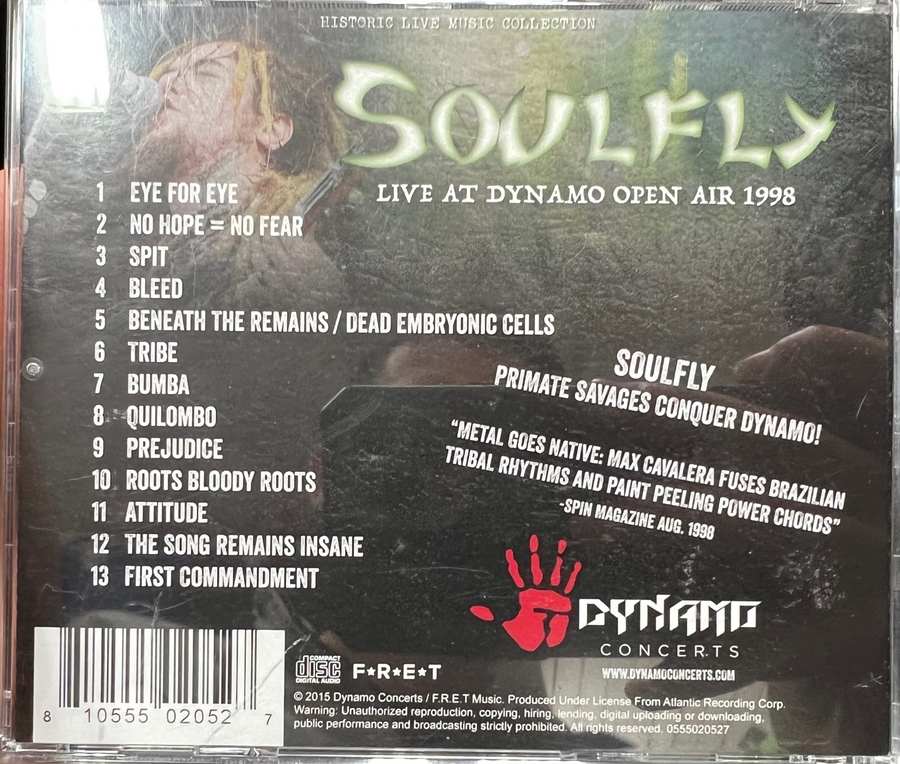 HISTORIC LIVE MUSIC COLLECTION
SOULFLY
LIVE AT DYNAMO OPEN AIR 1998
1 EYE FOR EYE
2 NO HOPE = NO FEAR
3 SPIT
4 BLEED
5 BENEATH THE REMAINS / DEAD EMBRYONIC CELLS
6 TRIBE
7 BUMBA
8 QUILOMBO
9 PREJUDICE
10 ROOTS BLOODY ROOTS
11 ATTITUDE
12 THE SONG REMAINS INSANE
13 FIRST COMMANDMENT
SOULFLY
PRIMATE SAVAGES CONQUER DYNAMO!
"METAL GOES NATIVE: MAX CAVALERA FUSES BRAZILIAN
TRIBAL RHYTHMS AND PAINT PEELING POWER CHORDS"
-SPIN MAGAZINE AUG. 1998
DYNAMO
CONCERTS
WWW.DYNAMOCONCERTS.COM
8 10555 02052 7
COMPACT
disc
DIGITAL AUDIO
F★R★E★T
© 2015 Dynamo Concerts / F.R.E.T Music. Produced Under License From Atlantic Recording Corp.
Warning: Unauthorized reproduction, copying, hiring, lending, digital uploading or downloading,
public performance and broadcasting strictly prohibited. All rights reserved. 0555020527